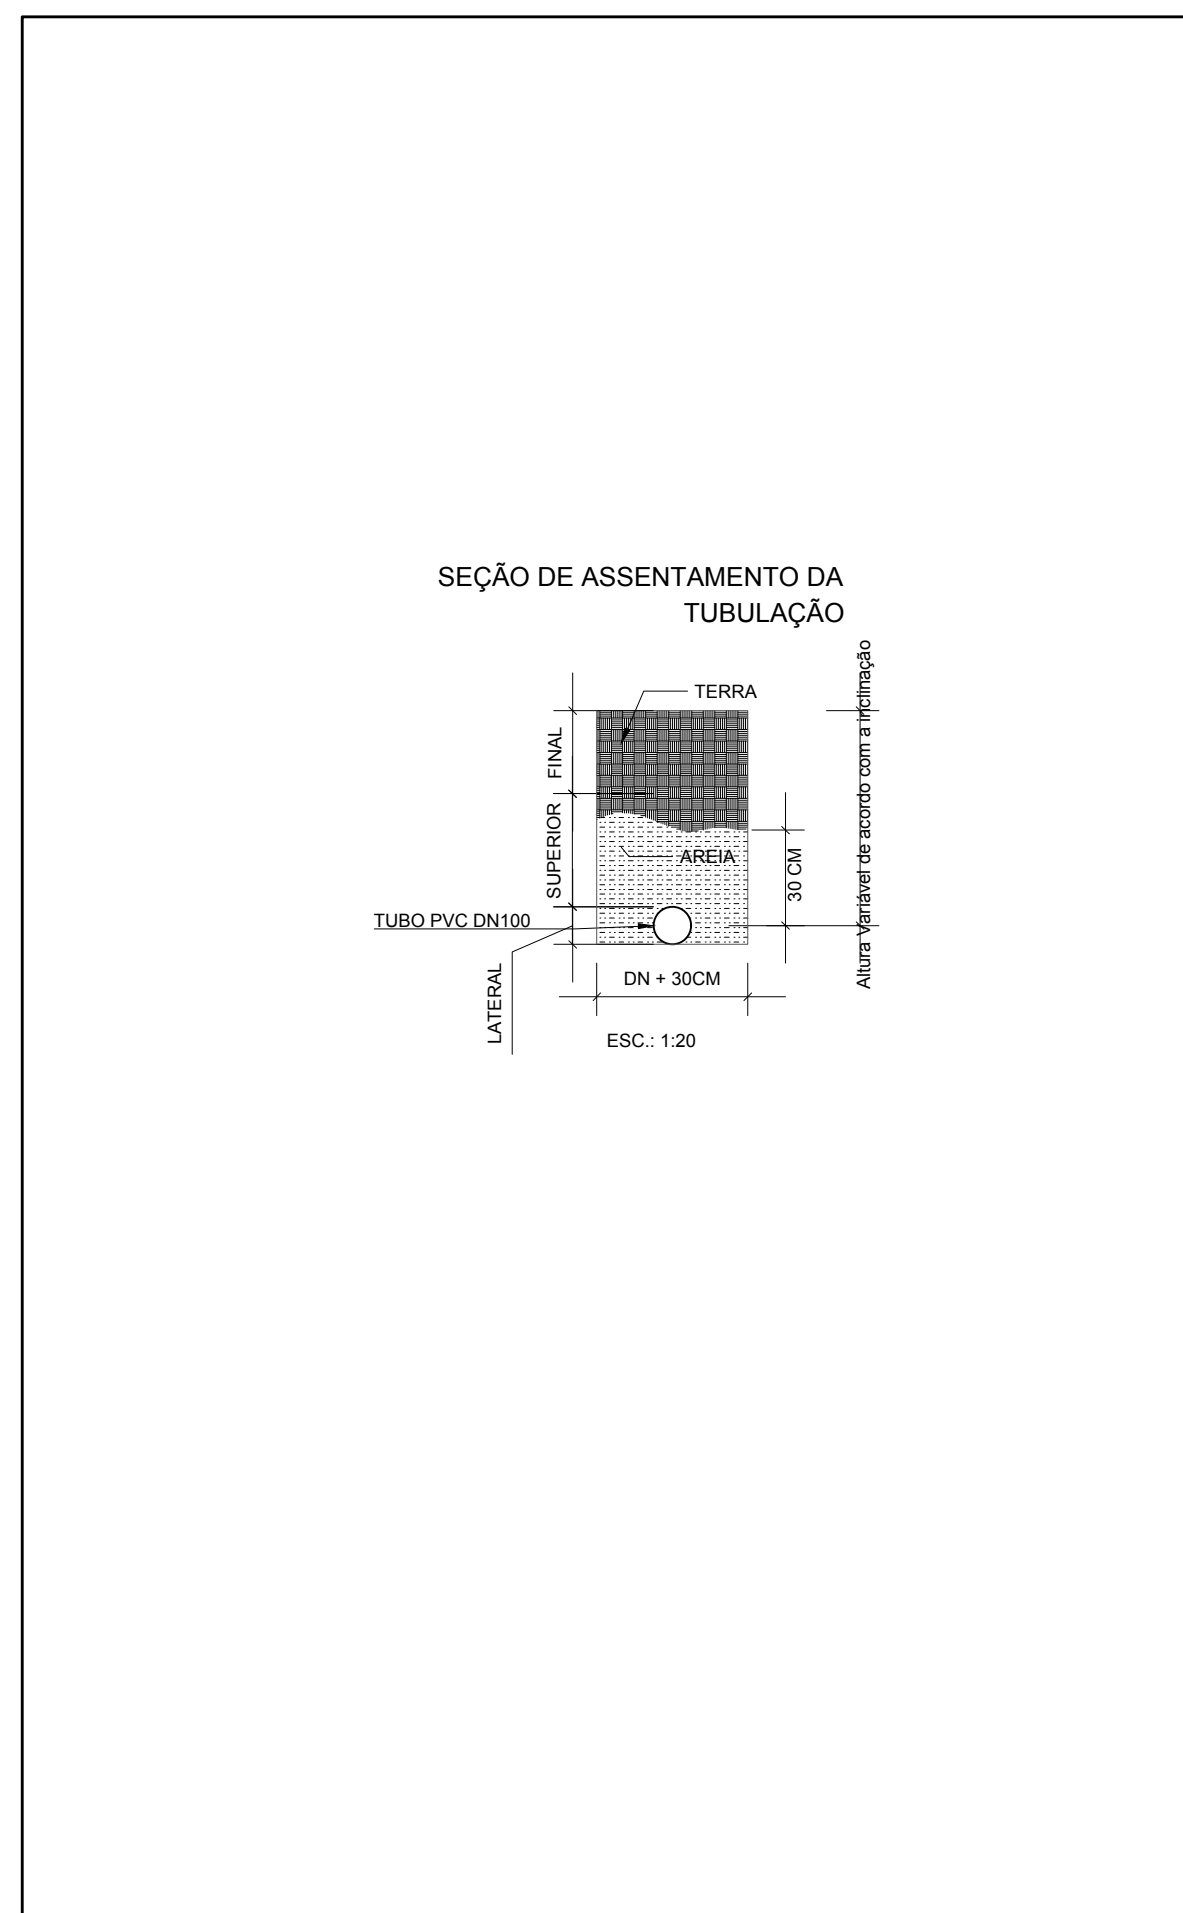 SEÇÃO DE ASSENTAMENTO DA
TUBULAÇÃO
TERRA
FINAL
SUPERIOR
AREIA
30 CM
Altura Variável de acordo com a inclinação
TUBO PVC DN100
LATERAL
DN + 30CM
ESC.: 1:20